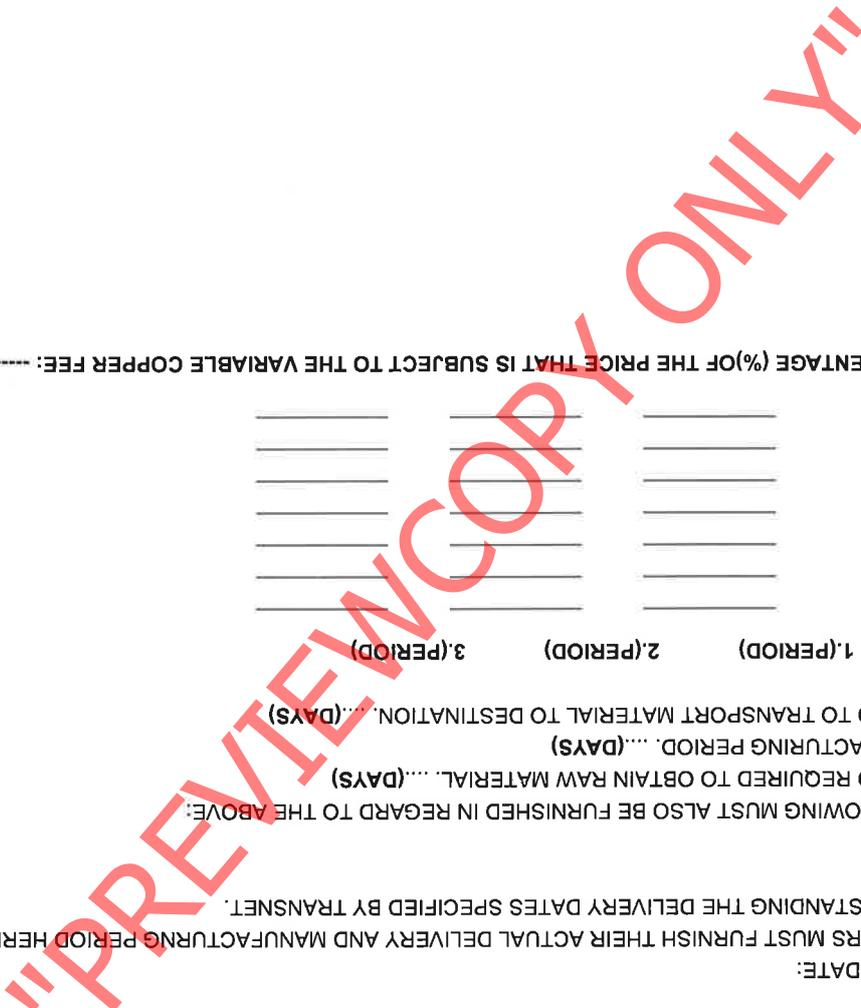 DATE:
RS MUST FURNISH THEIR ACTUAL DELIVERY AND MANUFACTURNG PERIOD HERE
STANDING THE DELIVERY DATES SPECIFIED BY TRANSNET.
OWING MUST ALSO BE FURNISHED IN REGARD TO THE ABOVE:
D REQUIRED TO OBTAIN RAW MATERIAL. ....(DAYS)
ACTURING PERIOD. ....(DAYS)
D TO TRANSPORT MATERIAL TO DESTINATION. ....(DAYS)
1.(PERIOD) 2.(PERIOD) 3.(PERIOD)
ENTAGE (%)OF THE PRICE THAT IS SUBJECT TO THE VARIABLE COPPER FEE: -----
"PREVIEWCOPY ONLY"